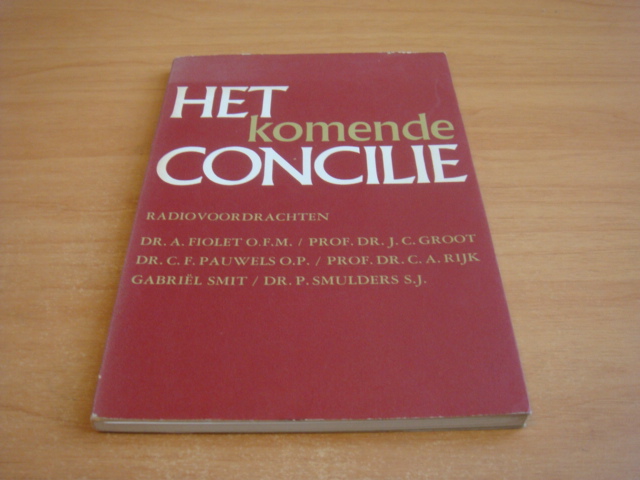 HET
komende
CONCILIE
RADIOVOORDRACHTEN
DR. A. FIOLET O.F.M. / PROF. DR. J. C. GROOT
DR. C. F. PAUWELS O.P. / PROF. DR. C. A. RIJK
GABRIËL SMIT / DR. P. SMULDERS S.J.